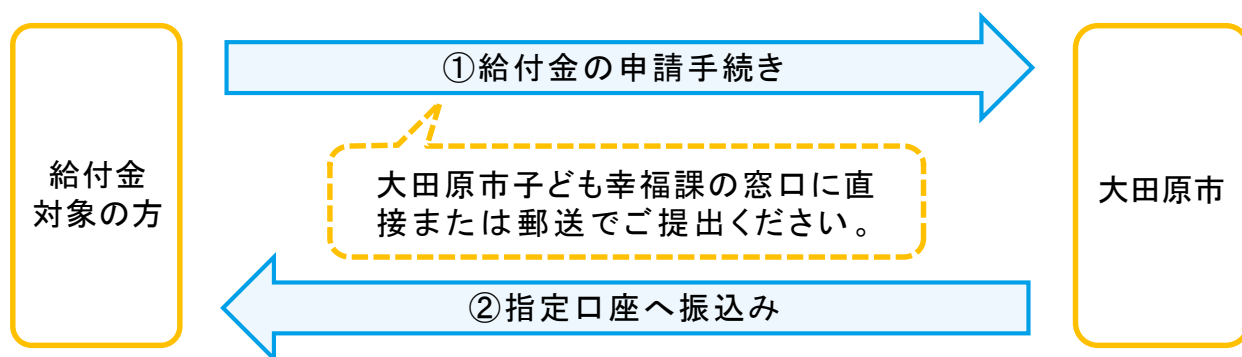 ①給付金の申請手続き
給付金
対象の方
大田原市子ども幸福課の窓口に直
接または郵送でご提出ください。
大田原市
②指定口座へ振込み